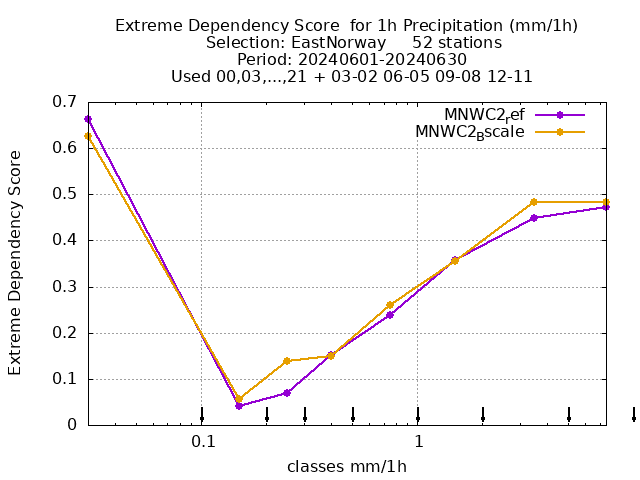 Extreme Dependency Score  for 1h Precipitation (mm/1h)
Selection: EastNorway     52 stations
Period: 20240601-20240630
Used 00,03,...,21 + 03-02 06-05 09-08 12-11
MNWC2_ref
MNWC2_Bscale
Extreme Dependency Score
0.7
0.6
0.5
0.4
0.3
0.2
0.1
0
0.1 1
classes mm/1h